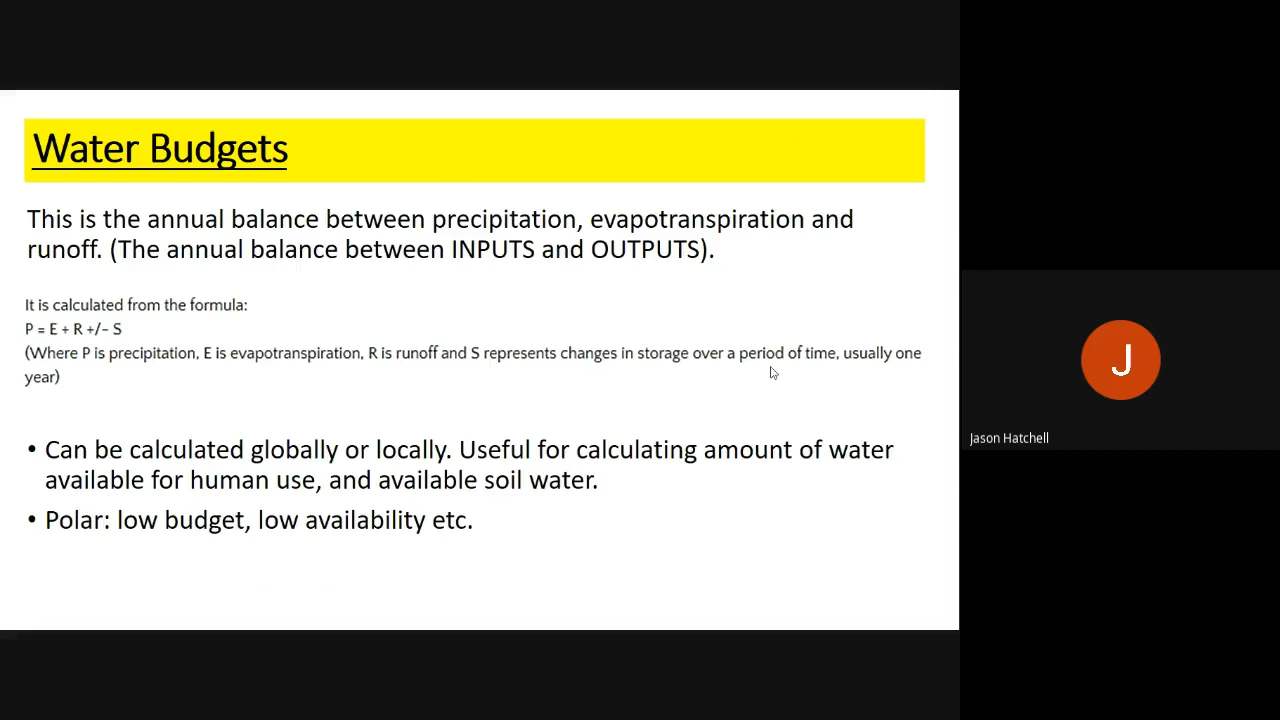 Water Budgets
This is the annual balance between precipitation, evapotranspiration and
runoff. (The annual balance between INPUTS and OUTPUTS).
It is calculated from the formula:
P = E + R +/- S
(Where P is precipitation, E is evapotranspiration, R is runoff and S represents changes in storage over a period of time, usually one
year)
• Can be calculated globally or locally. Useful for calculating amount of water
available for human use, and available soil water.
• Polar: low budget, low availability etc.
J
Jason Hatchell